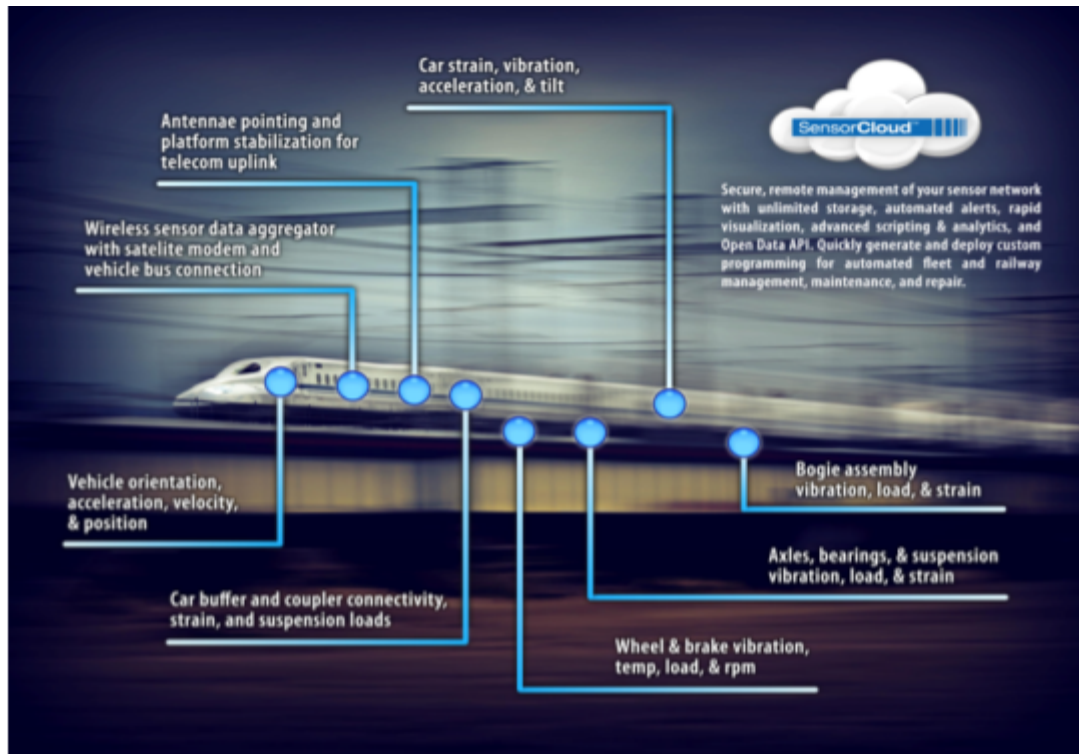 Car strain, vibration,
acceleration, & tilt
Antennae pointing and
platform stabilization for
telecom uplink
SensorCloud™
Secure, remote management of your sensor network
with unlimited storage, automated alerts, rapid
visualization, advanced scripting & analytics, and
Open Data API. Quickly generate and deploy custom
programming for automated fleet and railway
management, maintenance, and repair.
Wireless sensor data aggregator
with satelite modem and
vehicle bus connection
Vehicle orientation,
acceleration, velocity,
& position
Bogie assembly
vibration, load, & strain
Axles, bearings, & suspension
vibration, load, & strain
Car buffer and coupler connectivity,
strain, and suspension loads
Wheel & brake vibration,
temp, load, & rpm